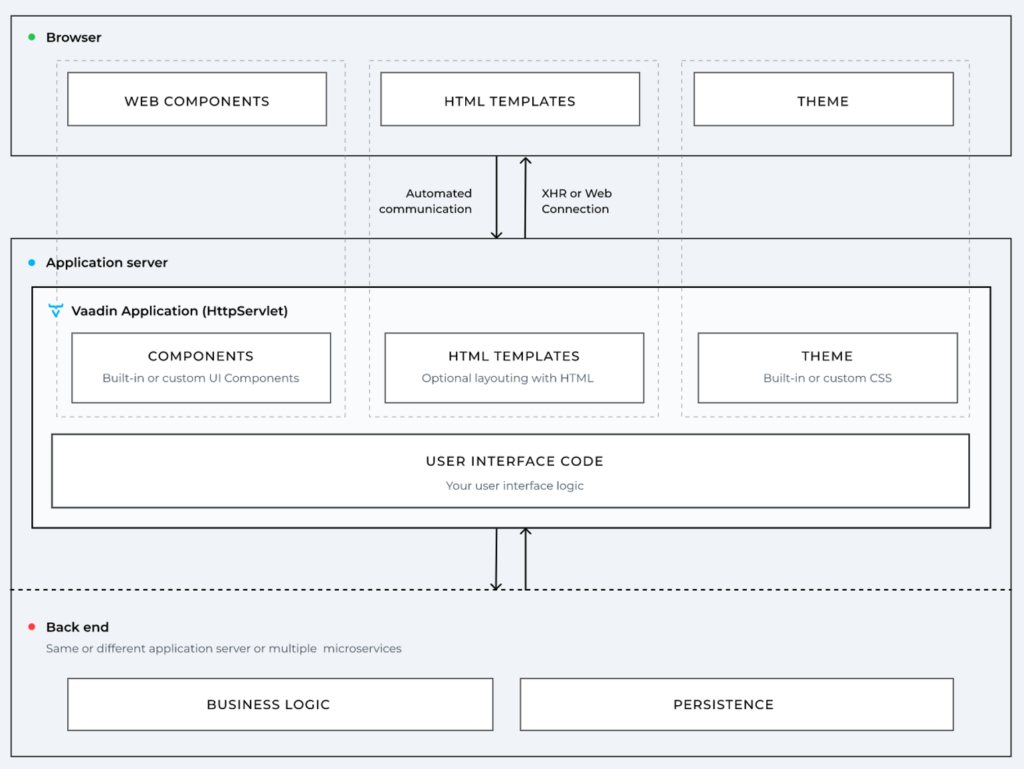 Browser
WEB COMPONENTS
HTML TEMPLATES
THEME
Automated
communication
XHR or Web
Connection
Application server
Vaadin Application (HttpServlet)
COMPONENTS
Built-in or custom UI Components
HTML TEMPLATES
Optional layouting with HTML
THEME
Built-in or custom CSS
USER INTERFACE CODE
Your user interface logic
Back end
Same or different application server or multiple  microservices
BUSINESS LOGIC
PERSISTENCE